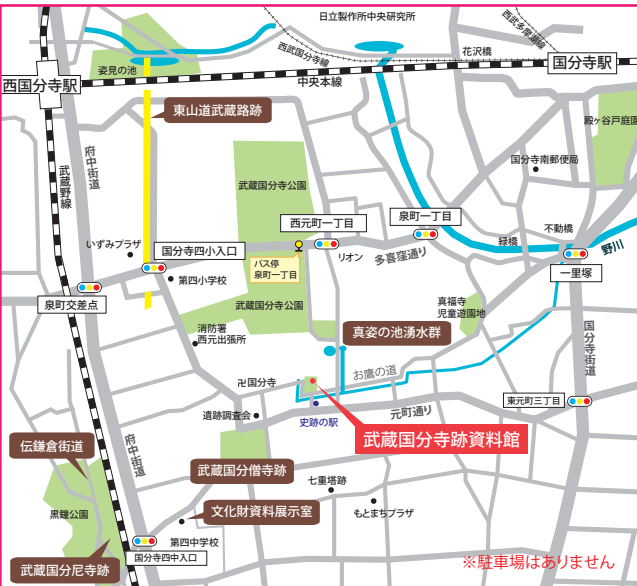 日立製作所中央研究所
西武国分寺線
西武多摩湖線
花沢橋
国分寺駅
姿見の池
西国分寺駅
中央本線
東山道武蔵路跡
殿ヶ谷戸庭園
府中街道
武蔵野線
国分寺南郵便局
武蔵国分寺公園
西元町一丁目
泉町一丁目
いずみプラザ
国分寺四小入口
バス停
泉町一丁目
リオン
多喜窪通り
緑橋
不動橋
野川
一里塚
第四小学校
泉町交差点
武蔵国分寺公園
真福寺
児童遊園地
消防署
西元出張所
真姿の池湧水群
国分寺街道
お鷹の道
卍国分寺
遺跡調査会
史跡の駅
元町通り
東元町三丁目
武蔵国分寺跡資料館
伝鎌倉街道
府中街道
武蔵国分僧寺跡
七重塔跡
黒鐘公園
文化財資料展示室
もとまちプラザ
第四中学校
国分寺四中入口
武蔵国分尼寺跡
※駐車場はありません